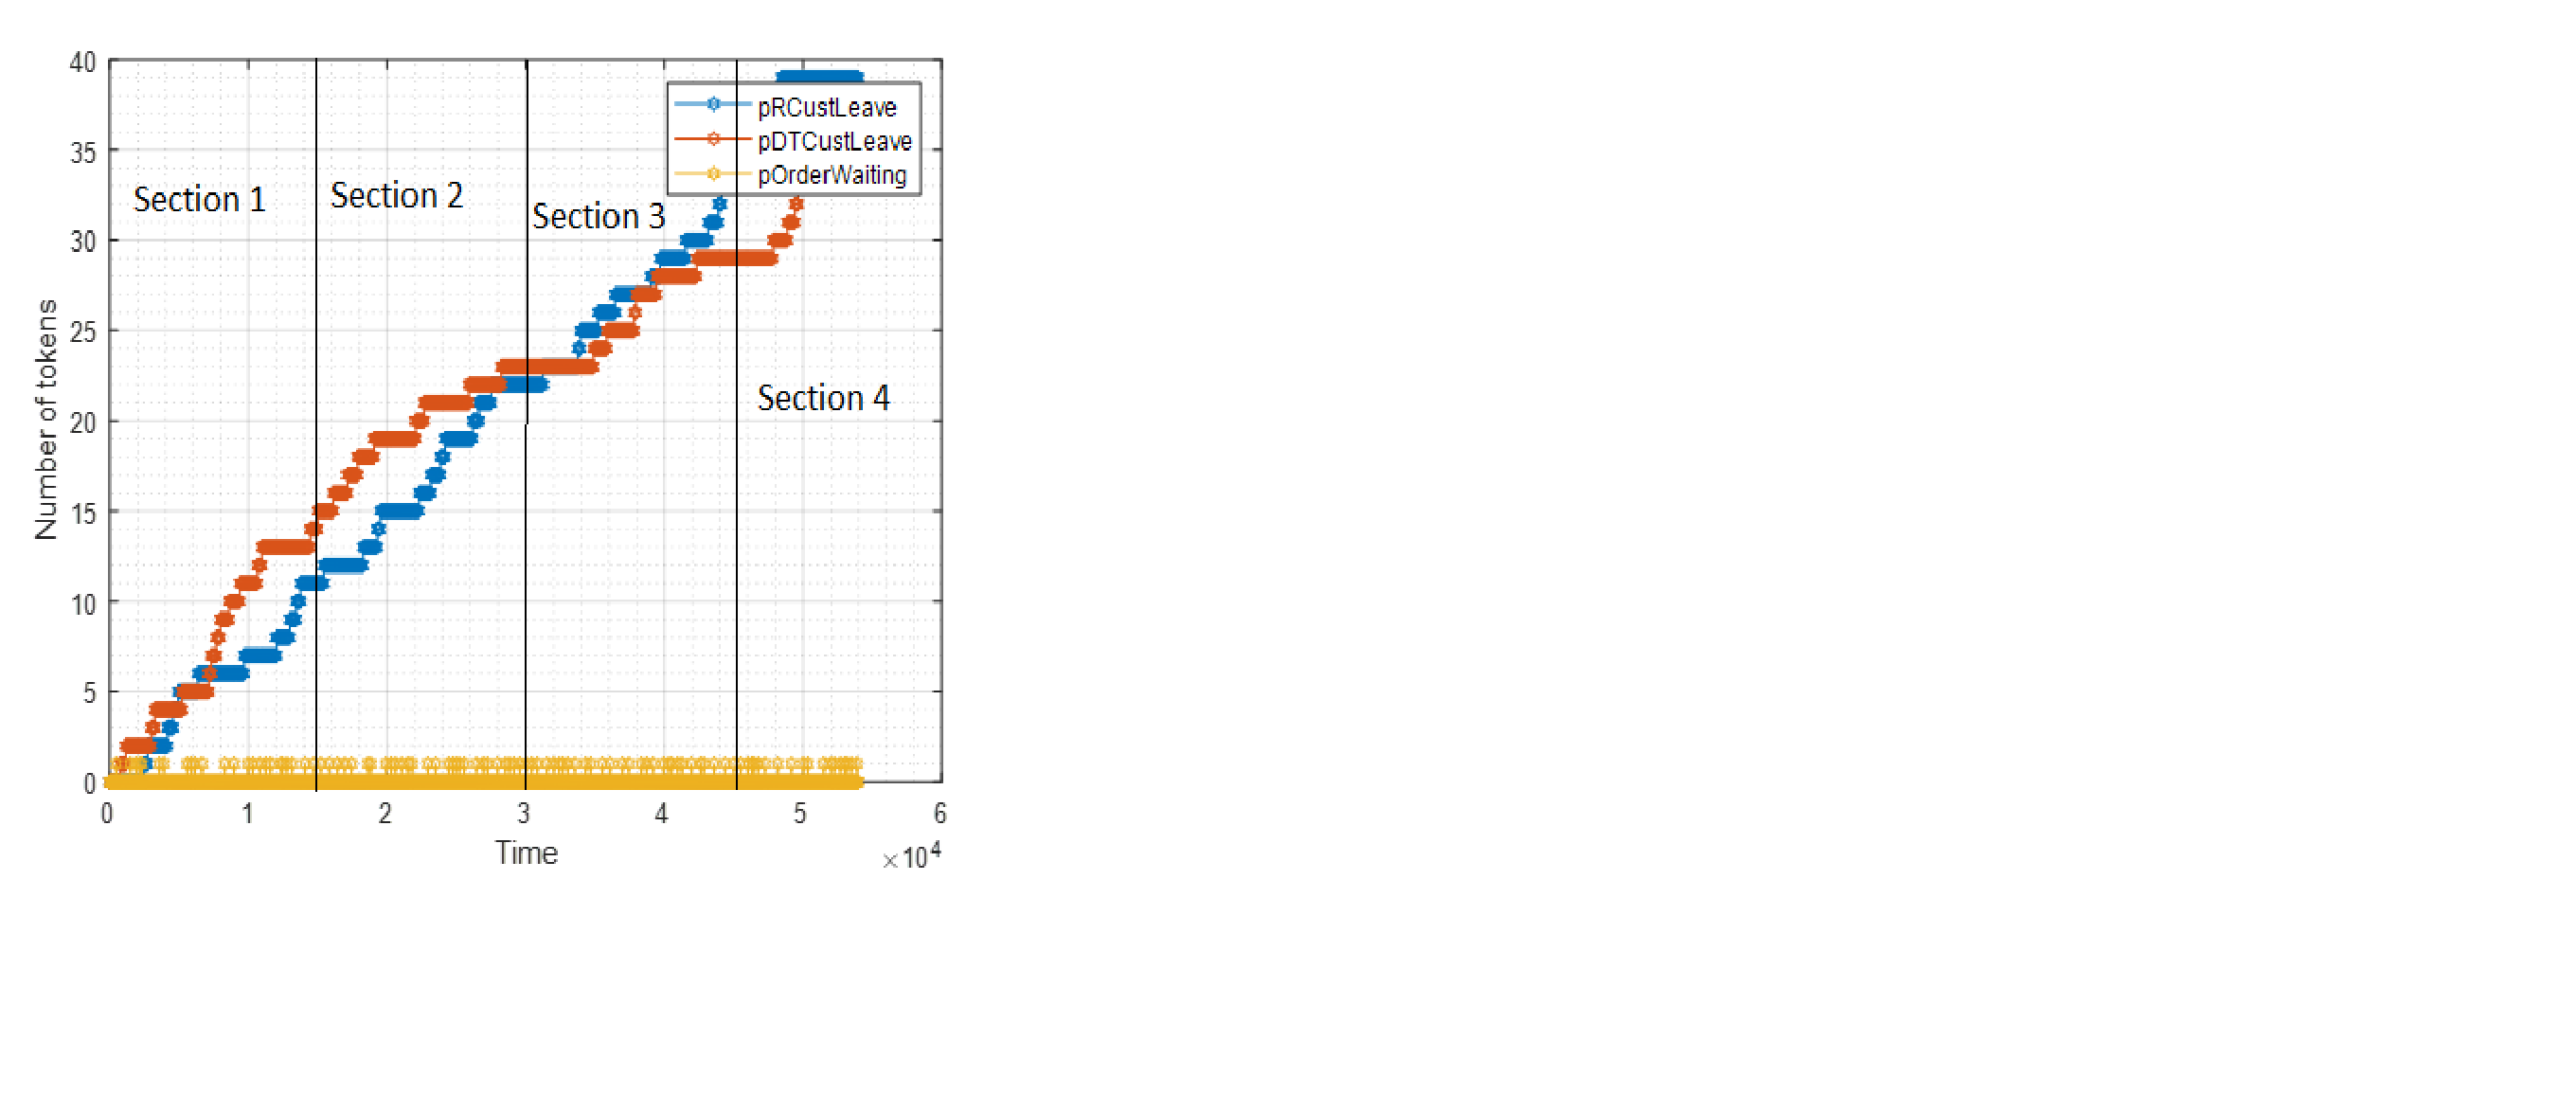 40
35
30
25
20
15
10
5
0
Number of tokens
Section 1
Section 2
Section 3
Section 4
pRCustLeave
pDTCustLeave
pOrderWaiting
0 1 2 3 4 5 6
Time
×10⁴